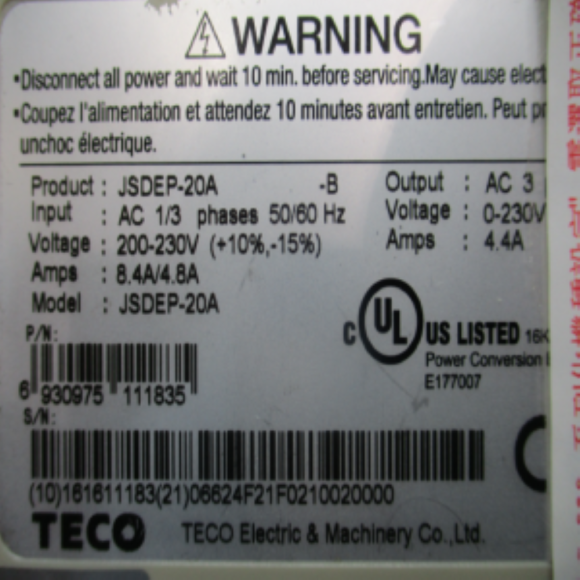 WARNING
•Disconnect all power and wait 10 min. before servicing.May cause elect
•Coupez l'alimentation et attendez 10 minutes avant entretien. Peut pr
unchoc électrique.
Product : JSDEP-20A -B Output : AC 3
Input : AC 1/3 phases 50/60 Hz Voltage : 0-230V
Voltage : 200-230V (+10%,-15%) Amps : 4.4A
Amps : 8.4A/4.8A
Model : JSDEP-20A
P/N:
C UL US LISTED 16K
Power Conversion
E177007
6 930975 111835
S/N:
(10)161611183(21)06624F21F0210020000
TECO TECO Electric & Machinery Co.,Ltd.